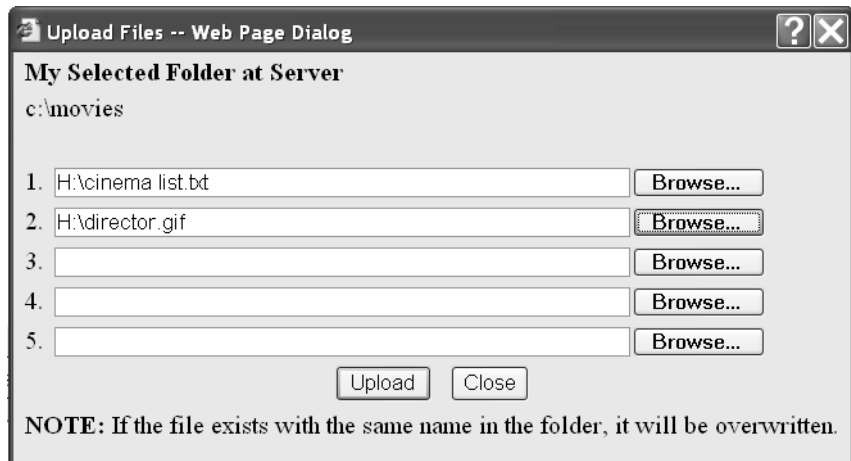 Upload Files -- Web Page Dialog
My Selected Folder at Server
c:\movies
1. H:\cinema list.txt Browse...
2. H:\director.gif Browse...
3. Browse...
4. Browse...
5. Browse...
Upload Close
NOTE: If the file exists with the same name in the folder, it will be overwritten.